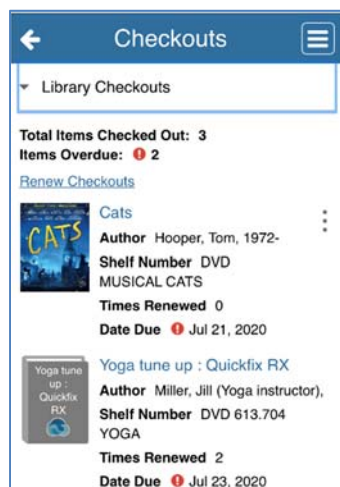 Checkouts
Library Checkouts
Total Items Checked Out: 3
Items Overdue: 2
Renew Checkouts
CATS
Cats
Author Hooper, Tom, 1972-
Shelf Number DVD
MUSICAL CATS
Times Renewed 0
Date Due Jul 21, 2020
Yoga tune
up :
Quickfix
RX
Yoga tune up : Quickfix RX
Author Miller, Jill (Yoga instructor),
Shelf Number DVD 613.704
YOGA
Times Renewed 2
Date Due Jul 23, 2020